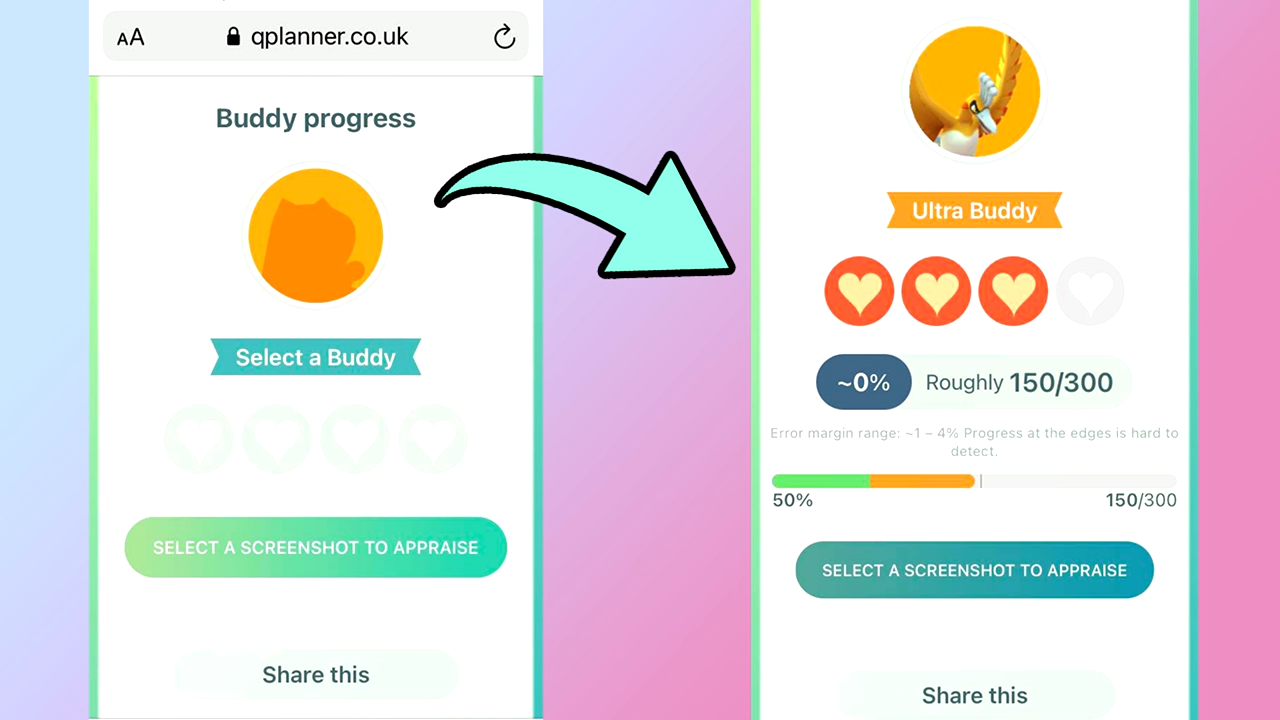 AA
qplanner.co.uk
Buddy progress
Select a Buddy
SELECT A SCREENSHOT TO APPRAISE
Share this
Ultra Buddy
~0%
Roughly 150/300
Error margin range: ~1 – 4% Progress at the edges is hard to
detect.
50%
150/300
SELECT A SCREENSHOT TO APPRAISE
Share this